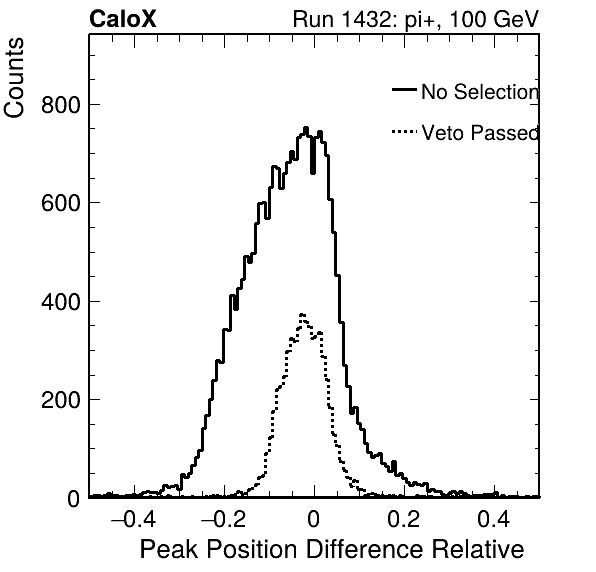 CaloX Run 1432: pi+, 100 GeV
Counts
No Selection
Veto Passed
800
600
400
200
0
−0.4 −0.2 0 0.2 0.4
Peak Position Difference Relative